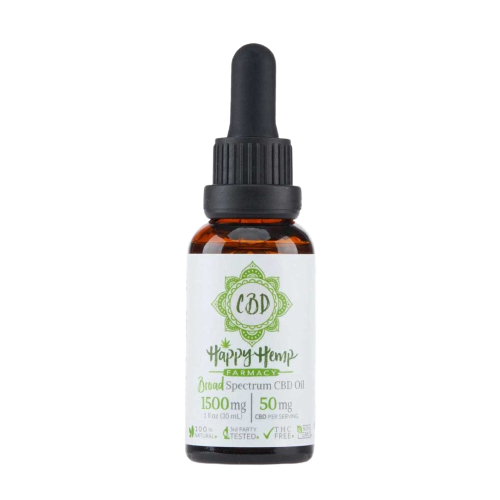 CBD
Happy Hemp
FARMACY
Broad Spectrum CBD Oil
1500mg 50mg
1 fl oz (30 mL) CBD PER SERVING
100% 3rd PARTY THC
NATURAL TESTED FREE